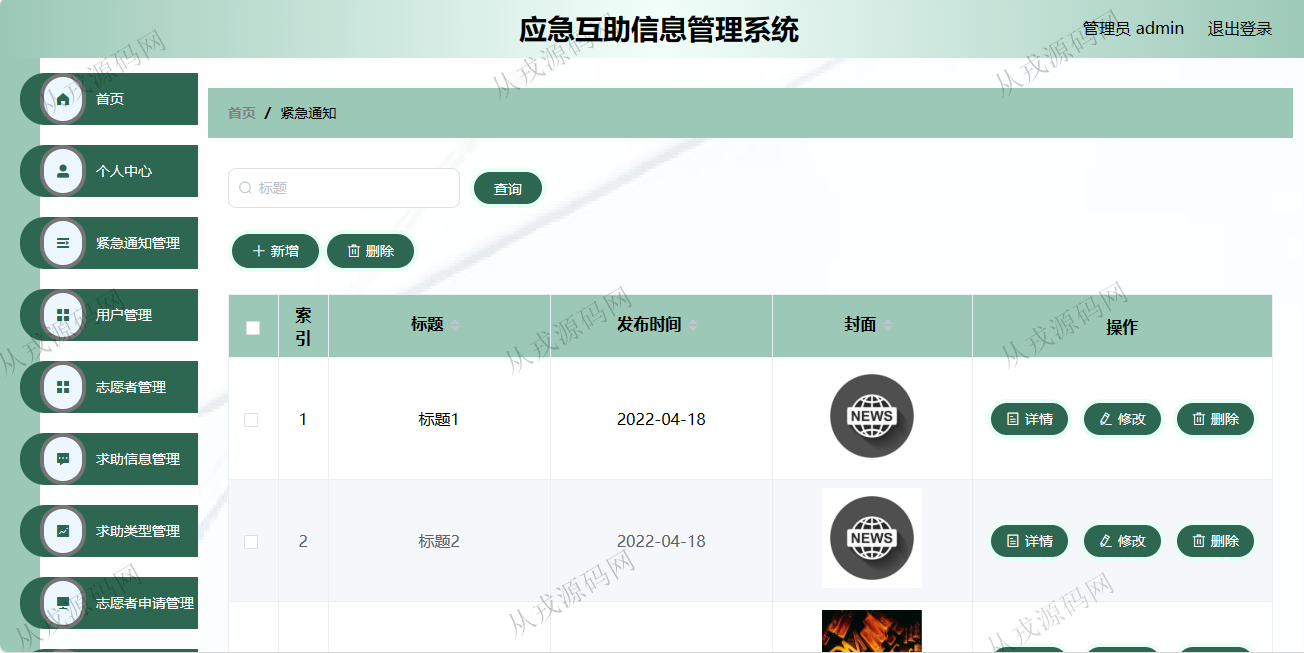 应急互助信息管理系统
管理员 admin 退出登录
首页
个人中心
紧急通知管理
用户管理
志愿者管理
求助信息管理
求助类型管理
志愿者申请管理
首页 / 紧急通知
标题
查询
新增 删除
索引 标题 发布时间 封面 操作
1 标题1 2022-04-18 NEWS 详情 修改 删除
2 标题2 2022-04-18 NEWS 详情 修改 删除
从戎源码网
从戎源码网
从戎源码网
从戎源码网
从戎源码网
从戎源码网
从戎源码网
从戎源码网
从戎源码网